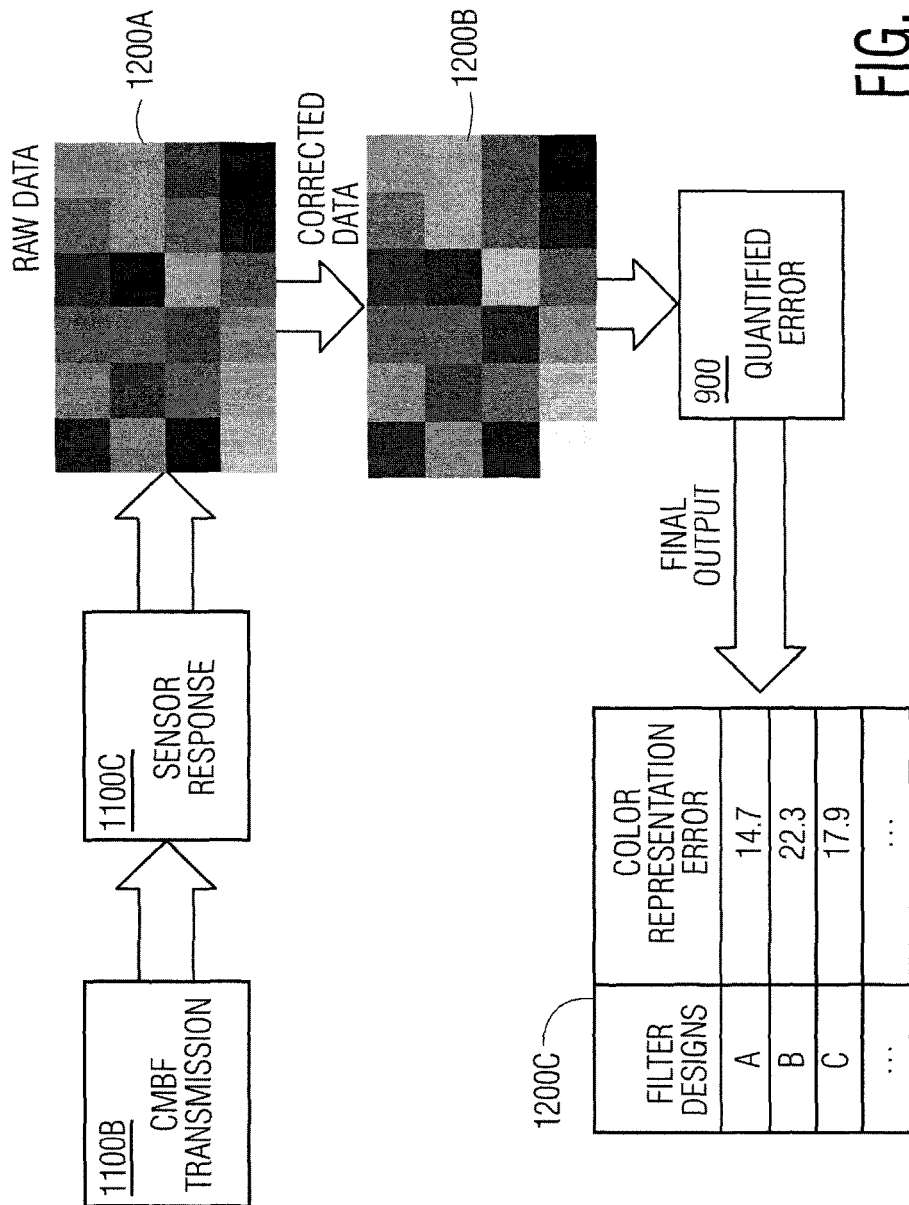 1100B
CMBF
TRANSMISSION
1100C
SENSOR
RESPONSE
RAW DATA
1200A
CORRECTED
DATA
1200B
900
QUANTIFIED
ERROR
FINAL
OUTPUT
1200C
FILTER
DESIGNS
COLOR
REPRESENTATION
ERROR
A
14.7
B
22.3
C
17.9
...
...
FIG.